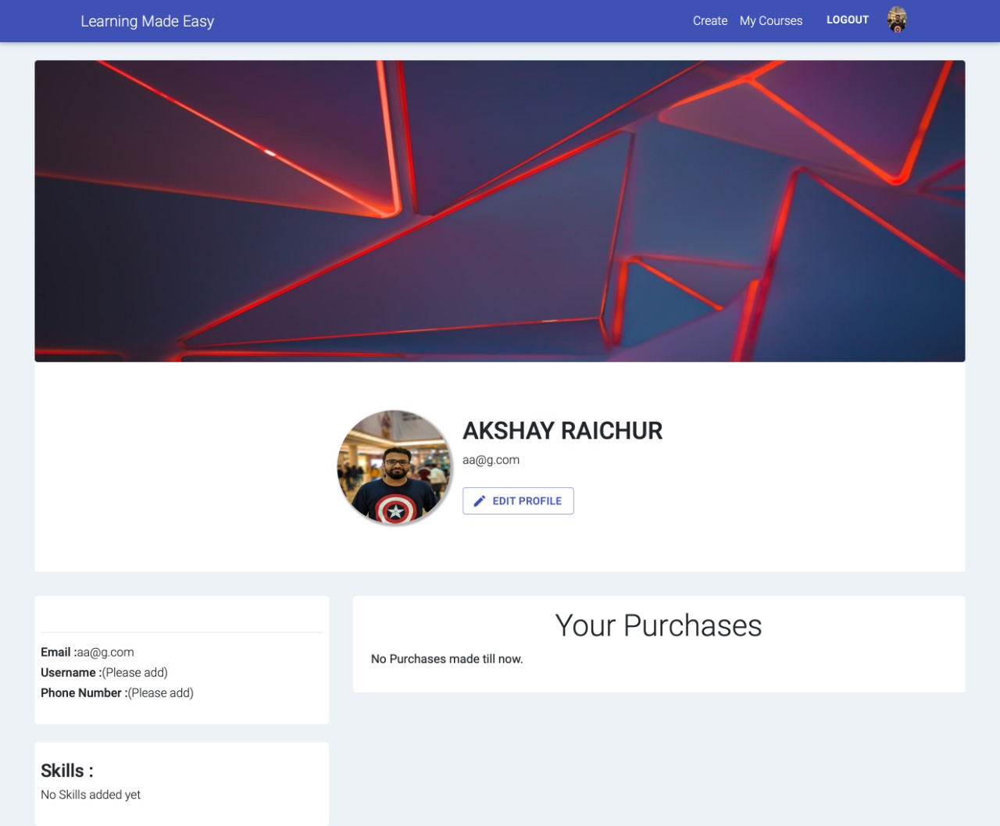 Learning Made Easy
Create My Courses LOGOUT
AKSHAY RAICHUR
aa@g.com
EDIT PROFILE
Email :aa@g.com
Username :(Please add)
Phone Number :(Please add)
Your Purchases
No Purchases made till now.
Skills :
No Skills added yet